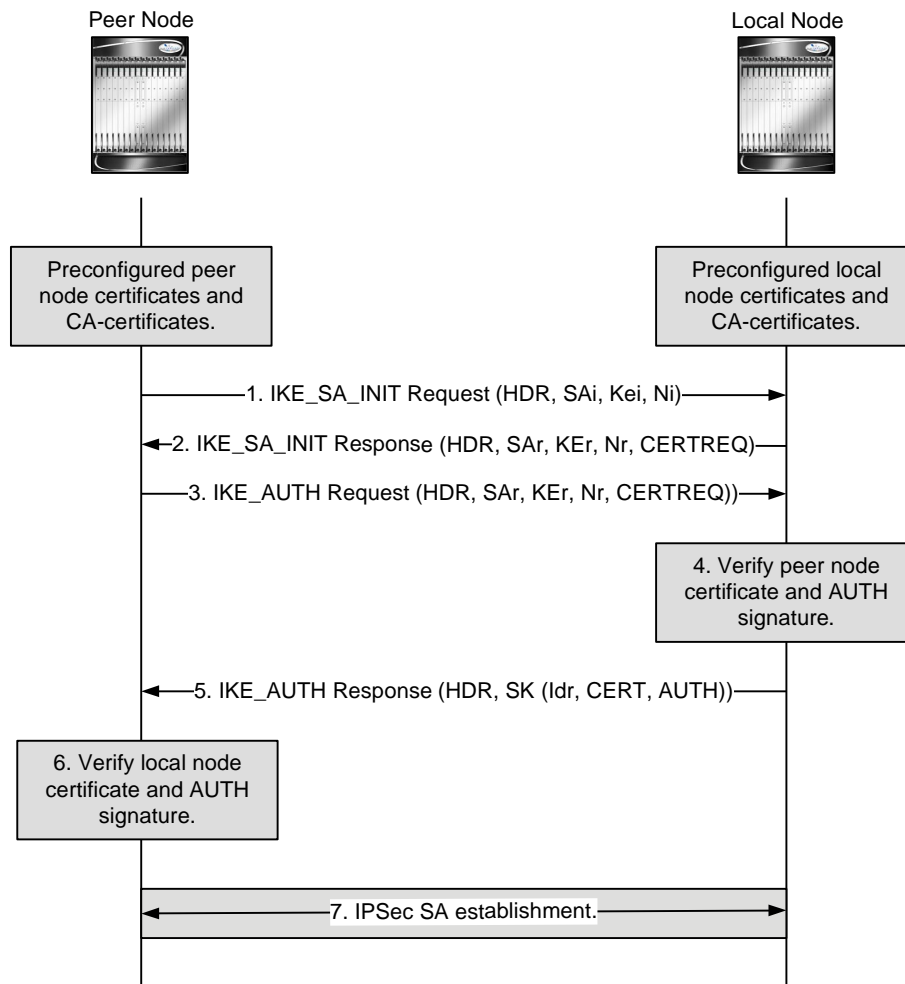 Peer Node
Local Node
Preconfigured peer
node certificates and
CA-certificates.
Preconfigured local
node certificates and
CA-certificates.
1. IKE_SA_INIT Request (HDR, SAi, Kei, Ni)
2. IKE_SA_INIT Response (HDR, SAr, KEr, Nr, CERTREQ)
3. IKE_AUTH Request (HDR, SAr, KEr, Nr, CERTREQ))
4. Verify peer node
certificate and AUTH
signature.
5. IKE_AUTH Response (HDR, SK (Idr, CERT, AUTH))
6. Verify local node
certificate and AUTH
signature.
7. IPSec SA establishment.